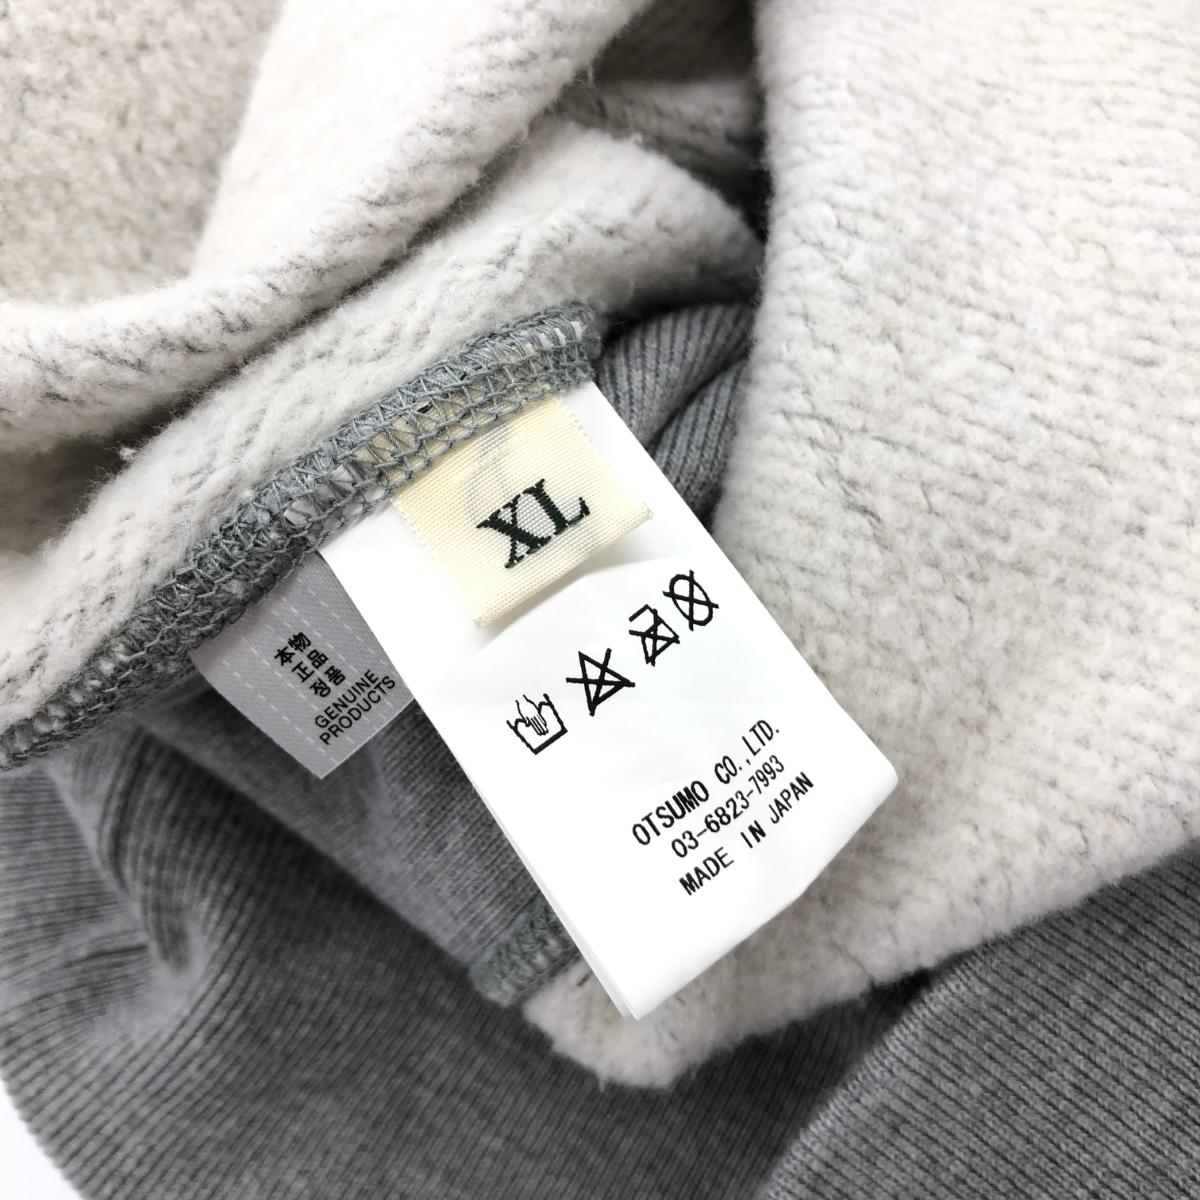 XL
本物
正品
정품
GENUINE
PRODUCTS
OTSUMO CO.,LTD.
03-6823-7993
MADE IN JAPAN